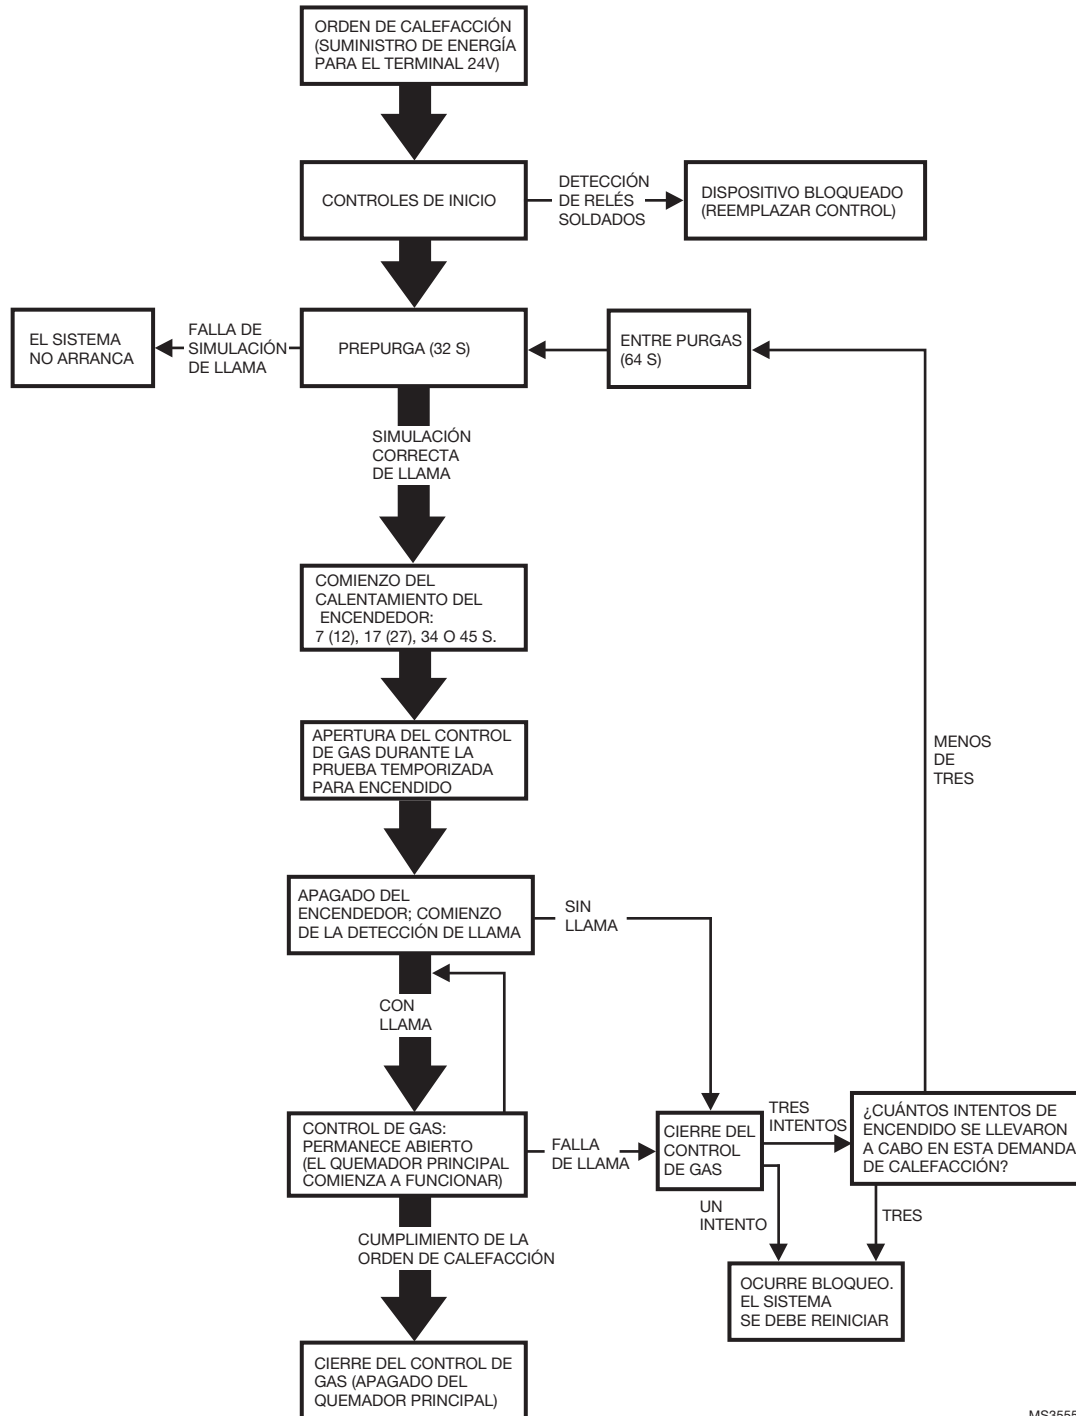 ORDEN DE CALEFACCIÓN
(SUMINISTRO DE ENERGÍA
PARA EL TERMINAL 24V)
CONTROLES DE INICIO
DETECCIÓN
DE RELÉS
SOLDADOS
DISPOSITIVO BLOQUEADO
(REEMPLAZAR CONTROL)
EL SISTEMA
NO ARRANCA
FALLA DE
SIMULACIÓN
DE LLAMA
PREPURGA (32 S)
ENTRE PURGAS
(64 S)
SIMULACIÓN
CORRECTA
DE LLAMA
COMIENZO DEL
CALENTAMIENTO DEL
ENCENDEDOR:
7 (12), 17 (27), 34 O 45 S.
APERTURA DEL CONTROL
DE GAS DURANTE LA
PRUEBA TEMPORIZADA
PARA ENCENDIDO
MENOS
DE
TRES
APAGADO DEL
ENCENDEDOR; COMIENZO
DE LA DETECCIÓN DE LLAMA
SIN
LLAMA
CON
LLAMA
CONTROL DE GAS:
PERMANECE ABIERTO
(EL QUEMADOR PRINCIPAL
COMIENZA A FUNCIONAR)
FALLA
DE LLAMA
CIERRE DEL
CONTROL
DE GAS
TRES
INTENTOS
¿CUÁNTOS INTENTOS DE
ENCENDIDO SE LLEVARON
A CABO EN ESTA DEMANDA
DE CALEFACCIÓN?
UN
INTENTO
TRES
CUMPLIMIENTO DE LA
ORDEN DE CALEFACCIÓN
OCURRE BLOQUEO.
EL SISTEMA
SE DEBE REINICIAR
CIERRE DEL CONTROL DE
GAS (APAGADO DEL
QUEMADOR PRINCIPAL)